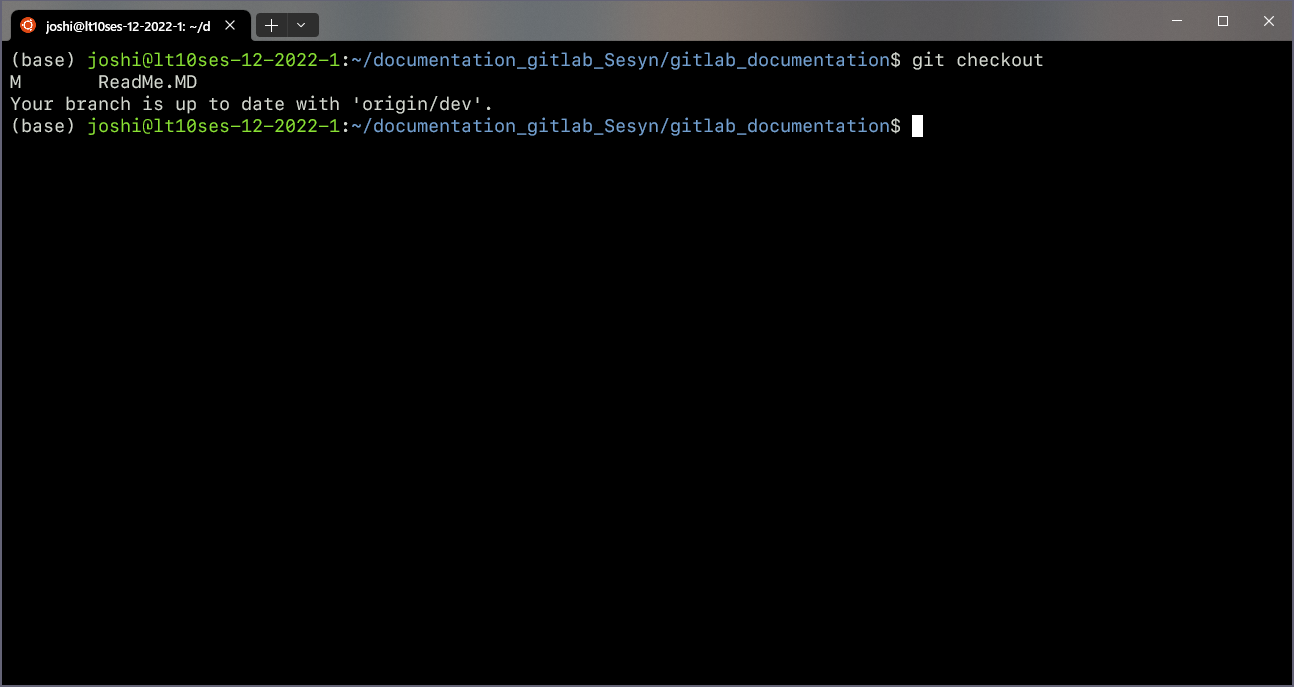 joshi@lt10ses-12-2022-1: ~/d
(base) joshi@lt10ses-12-2022-1:~/documentation_gitlab_Sesyn/gitlab_documentation$ git checkout
M       ReadMe.MD
Your branch is up to date with 'origin/dev'.
(base) joshi@lt10ses-12-2022-1:~/documentation_gitlab_Sesyn/gitlab_documentation$